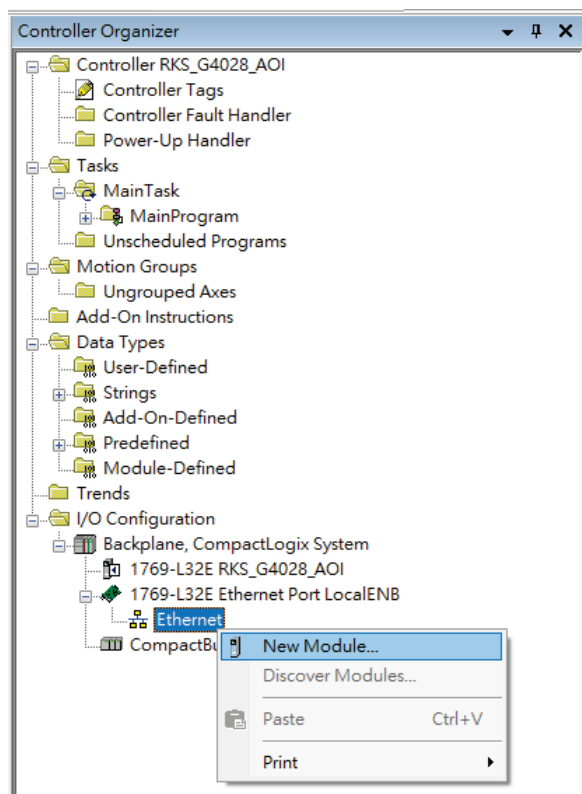 Controller Organizer
Controller RKS_G4028_AOI
Controller Tags
Controller Fault Handler
Power-Up Handler
Tasks
MainTask
MainProgram
Unscheduled Programs
Motion Groups
Ungrouped Axes
Add-On Instructions
Data Types
User-Defined
Strings
Add-On-Defined
Predefined
Module-Defined
Trends
I/O Configuration
Backplane, CompactLogix System
1769-L32E RKS_G4028_AOI
1769-L32E Ethernet Port LocalENB
Ethernet
CompactBu
New Module...
Discover Modules...
Paste Ctrl+V
Print